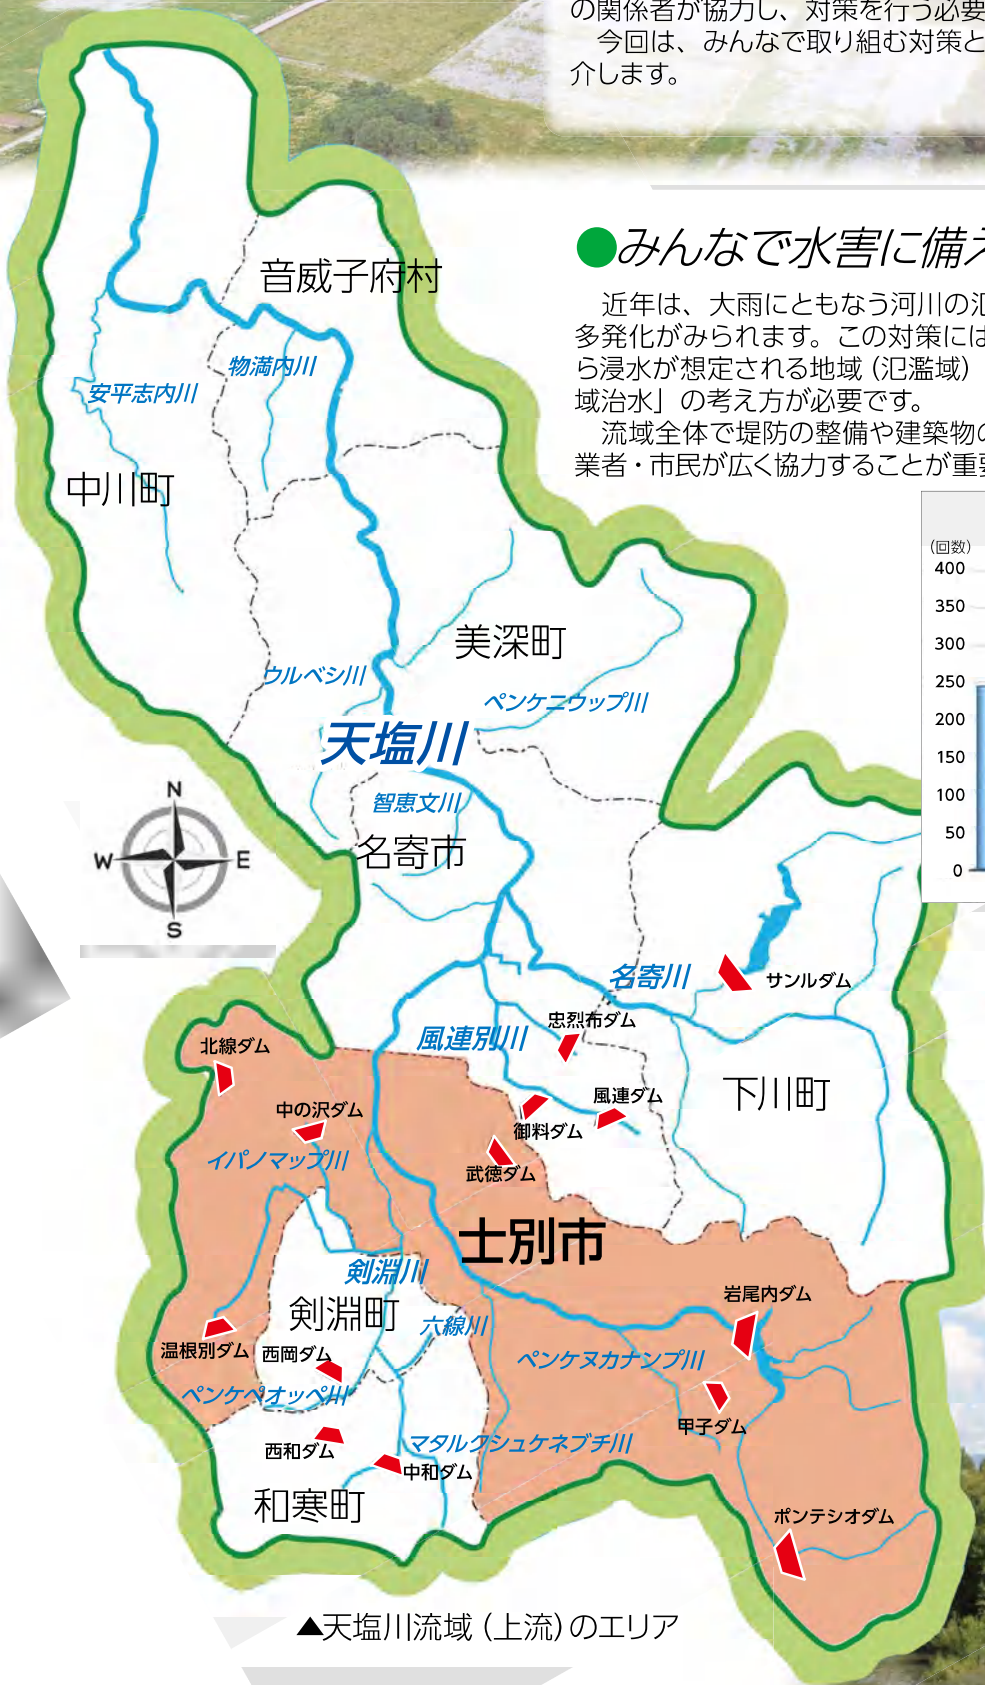 の関係者が協力し、対策を行う必要
今回は、みんなで取り組む対策と
介します。
●みんなで水害に備え
近年は、大雨にともなう河川の氾
多発化がみられます。この対策には
ら浸水が想定される地域(氾濫域)
域治水」の考え方が必要です。
流域全体で堤防の整備や建築物の
業者・市民が広く協力することが重要
(回数)
400
350
300
250
200
150
100
50
0
音威子府村
物満内川
安平志内川
中川町
美深町
ウルベシ川
ペンケニウップ川
天塩川
智恵文川
名寄市
N
W
E
S
名寄川
サンルダム
忠烈布ダム
風連別川
北線ダム
風連ダム
下川町
中の沢ダム
御料ダム
イパノマップ川
武徳ダム
士別市
剣淵川
岩尾内ダム
剣淵町
六線川
温根別ダム
西岡ダム
ペンケヌカナンプ川
ペンケペオッペ川
甲子ダム
西和ダム
マタルクシュケネブチ川
中和ダム
和寒町
ポンテシオダム
▲天塩川流域(上流)のエリア